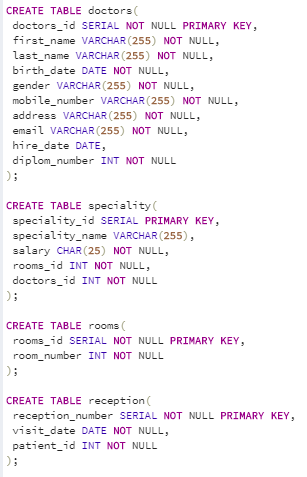 CREATE TABLE doctors(
doctors_id SERIAL NOT NULL PRIMARY KEY,
first_name VARCHAR(255) NOT NULL,
last_name VARCHAR(255) NOT NULL,
birth_date DATE NOT NULL,
gender VARCHAR(255) NOT NULL,
mobile_number VARCHAR(255) NOT NULL,
address VARCHAR(255) NOT NULL,
email VARCHAR(255) NOT NULL,
hire_date DATE,
diplom_number INT NOT NULL
);
CREATE TABLE speciality(
speciality_id SERIAL PRIMARY KEY,
speciality_name VARCHAR(255),
salary CHAR(25) NOT NULL,
rooms_id INT NOT NULL,
doctors_id INT NOT NULL
);
CREATE TABLE rooms(
rooms_id SERIAL NOT NULL PRIMARY KEY,
room_number INT NOT NULL
);
CREATE TABLE reception(
reception_number SERIAL NOT NULL PRIMARY KEY,
visit_date DATE NOT NULL,
patient_id INT NOT NULL
);